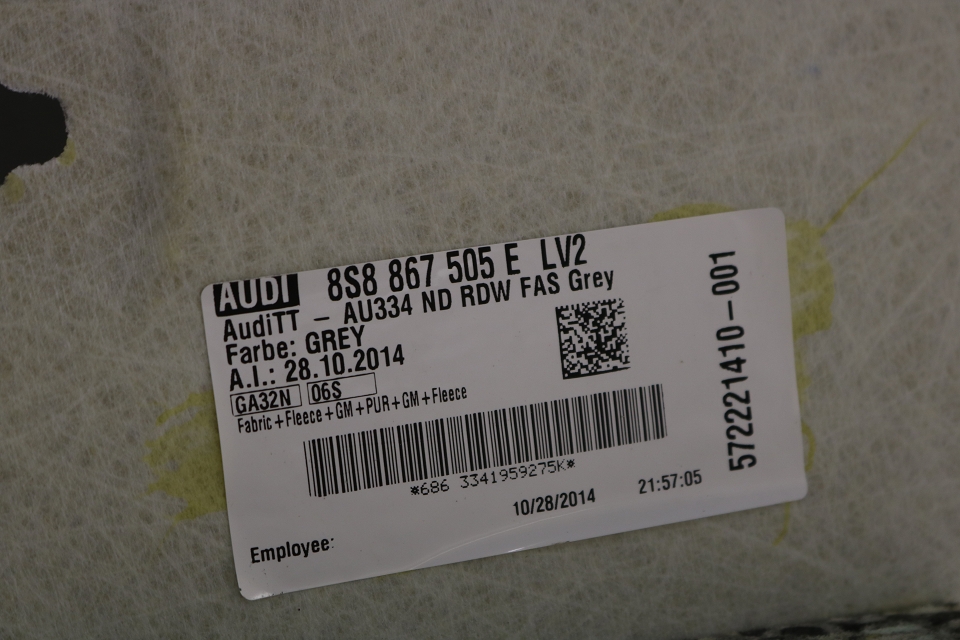 AUDI 8S8 867 505 E LV2
AudiTT - AU334 ND RDW FAS Grey
Farbe: GREY
A.I.: 28.10.2014
GA32N 06S
Fabric+Fleece+GM+PUR+GM+Fleece
*686 3341959275K*
10/28/2014 21:57:05
Employee:
572221410-001